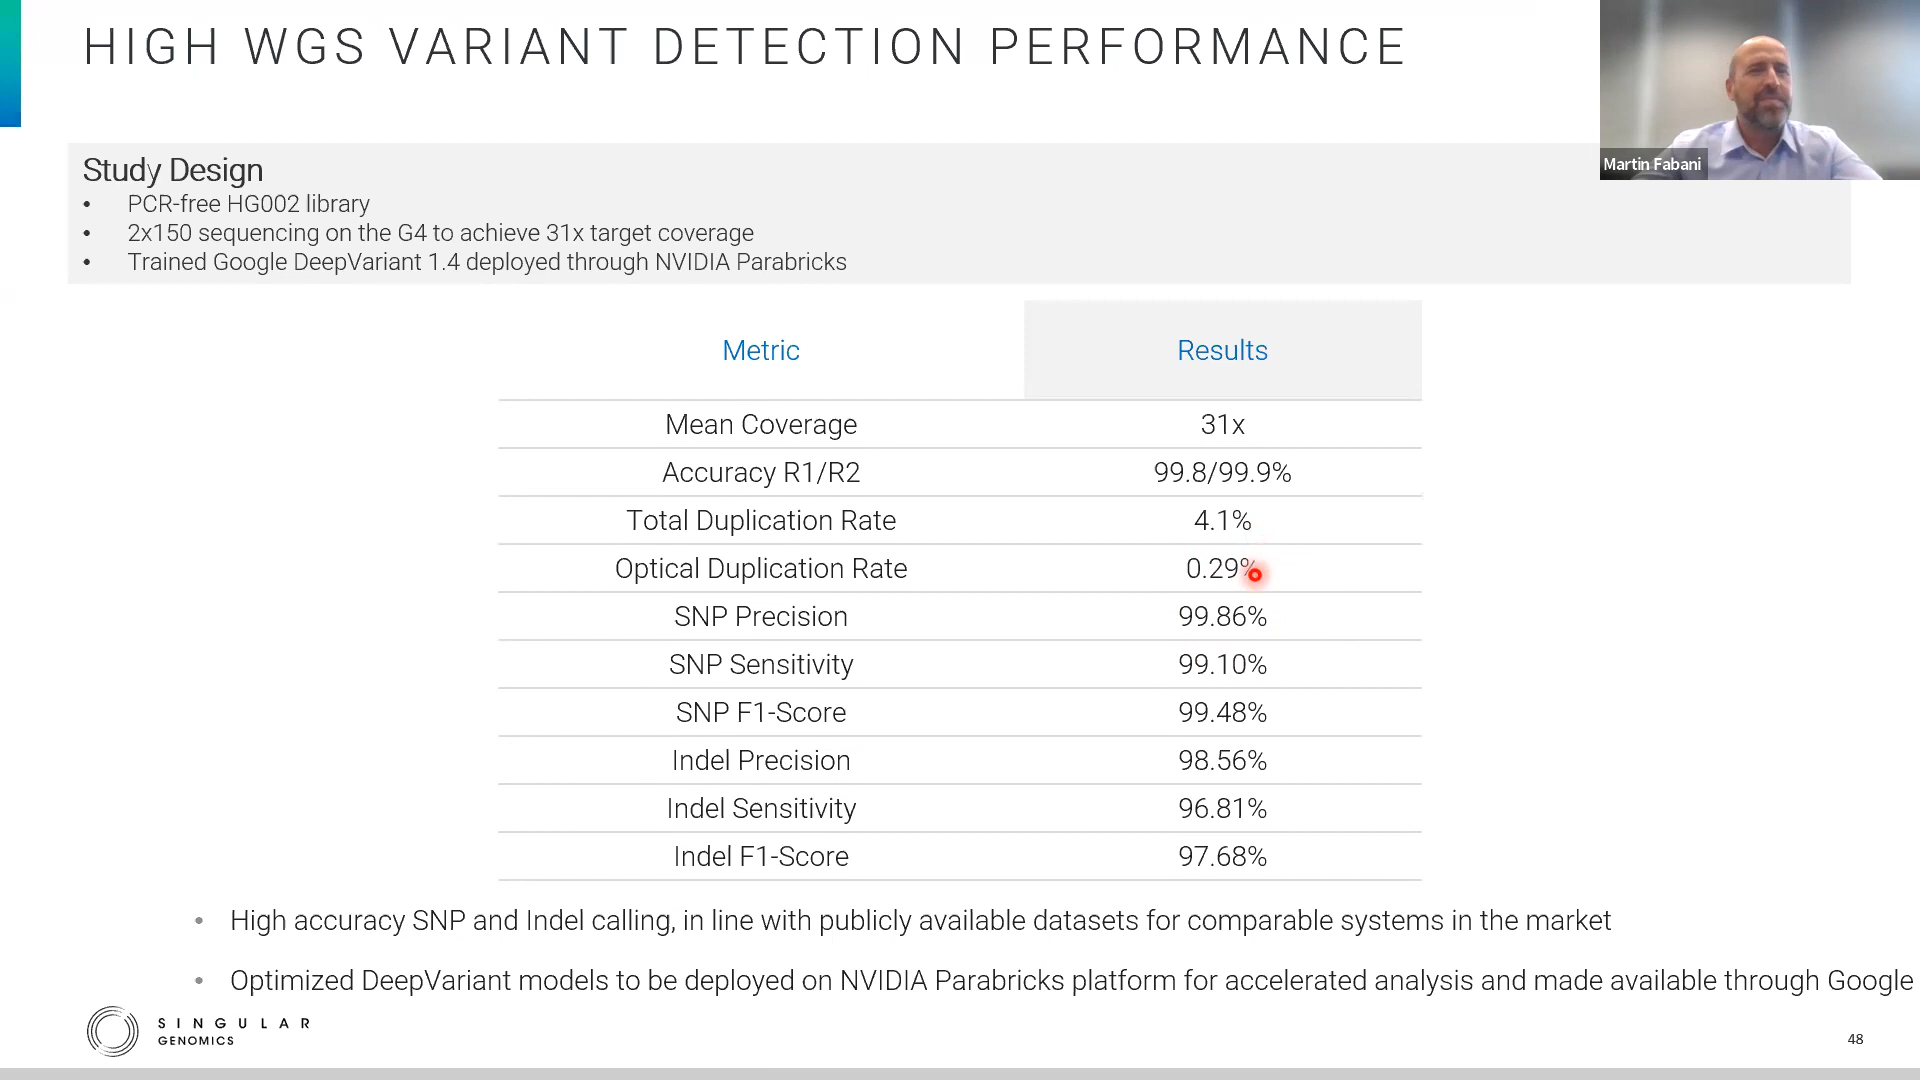 HIGH WGS VARIANT DETECTION PERFORMANCE
Martin Fabani
Study Design
• PCR-free HG002 library
• 2x150 sequencing on the G4 to achieve 31x target coverage
• Trained Google DeepVariant 1.4 deployed through NVIDIA Parabricks
Metric Results
Mean Coverage 31x
Accuracy R1/R2 99.8/99.9%
Total Duplication Rate 4.1%
Optical Duplication Rate 0.29%
SNP Precision 99.86%
SNP Sensitivity 99.10%
SNP F1-Score 99.48%
Indel Precision 98.56%
Indel Sensitivity 96.81%
Indel F1-Score 97.68%
• High accuracy SNP and Indel calling, in line with publicly available datasets for comparable systems in the market
• Optimized DeepVariant models to be deployed on NVIDIA Parabricks platform for accelerated analysis and made available through Google
SINGULAR
GENOMICS
48